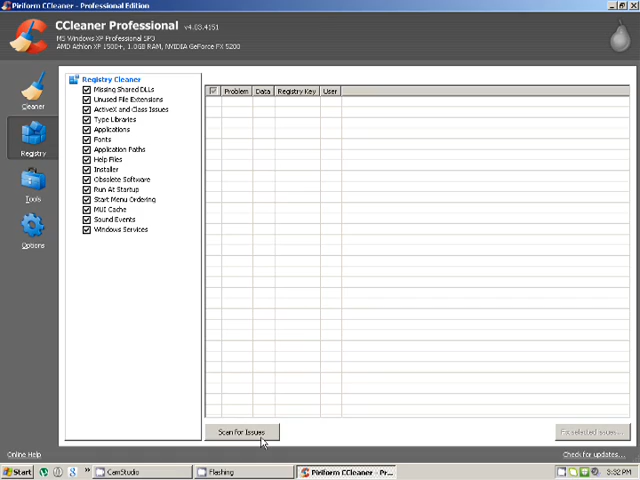 Piriform CCleaner - Professional Edition
CCleaner Professional v4.03.4151
MS Windows XP Professional SP3
AMD Athlon XP 1500+, 1.0GB RAM, NVIDIA GeForce FX 5200
Cleaner
Registry
Tools
Options
Registry Cleaner
Missing Shared DLLs
Unused File Extensions
ActiveX and Class Issues
Type Libraries
Applications
Fonts
Application Paths
Help Files
Installer
Obsolete Software
Run At Startup
Start Menu Ordering
MUI Cache
Sound Events
Windows Services
Problem Data Registry Key User
Scan for Issues
Fix selected issues...
Online Help
Check for updates...
Start
»
CamStudio
Flashing
Piriform CCleaner - Pr...
3:32 PM